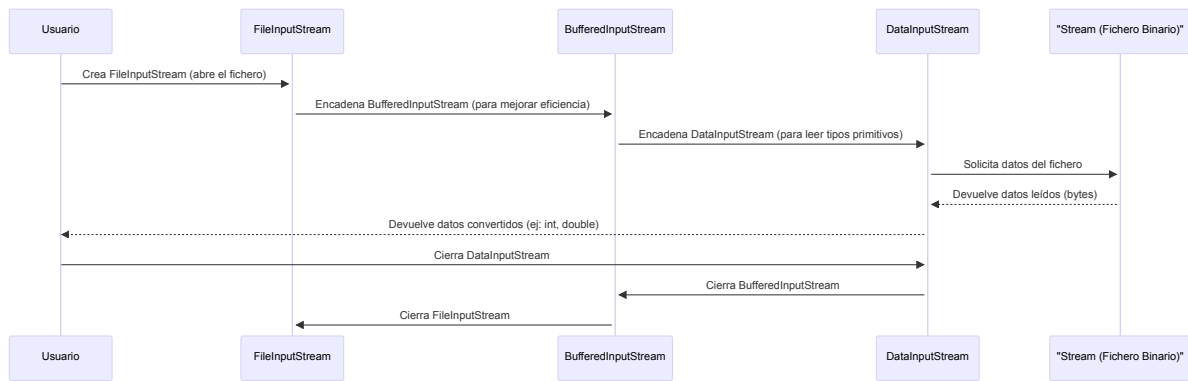 Usuario
FileInputStream
BufferedInputStream
DataInputStream
"Stream (Fichero Binario)"
Crea FileInputStream (abre el fichero)
Encadena BufferedInputStream (para mejorar eficiencia)
Encadena DataInputStream (para leer tipos primitivos)
Solicita datos del fichero
Devuelve datos leídos (bytes)
Devuelve datos convertidos (ej: int, double)
Cierra DataInputStream
Cierra BufferedInputStream
Cierra FileInputStream
Usuario
FileInputStream
BufferedInputStream
DataInputStream
"Stream (Fichero Binario)"